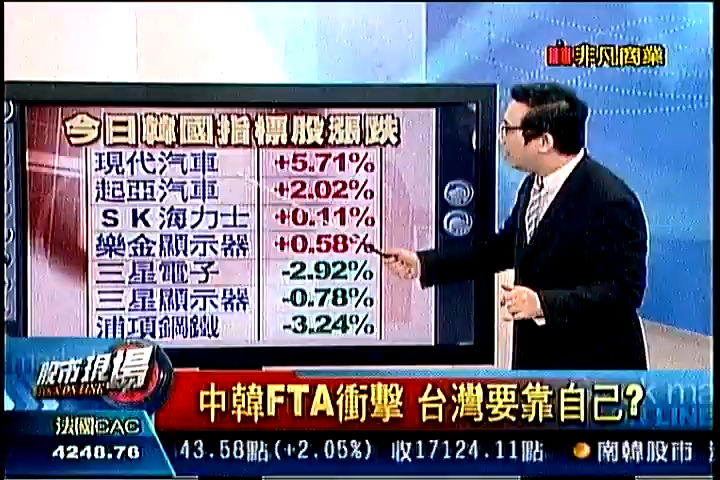 非凡商業
今日韓國指標股漲跌
現代汽車 +5.71%
起亞汽車 +2.02%
SK海力士 +0.11%
樂金顯示器 +0.58%
三星電子 -2.92%
三星顯示器 -0.78%
浦項鋼鐵 -3.24%
股市現場
中韓FTA衝擊 台灣要靠自己?
法國CAC
4248.76
43.58點(+2.05%) 收17124.11點 南韓股市